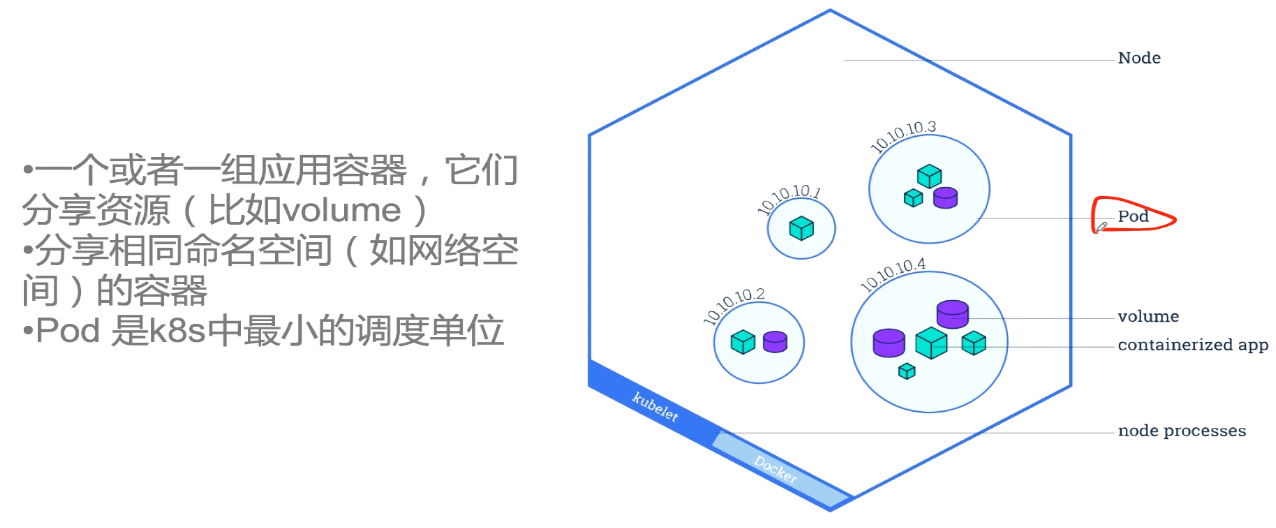 •一个或者一组应用容器，它们
分享资源（比如volume）
•分享相同命名空间（如网络空
间）的容器
•Pod 是k8s中最小的调度单位
Node
10.10.10.3
10.10.10.1
Pod
10.10.10.4
10.10.10.2
volume
containerized app
kubelet
node processes
Docker